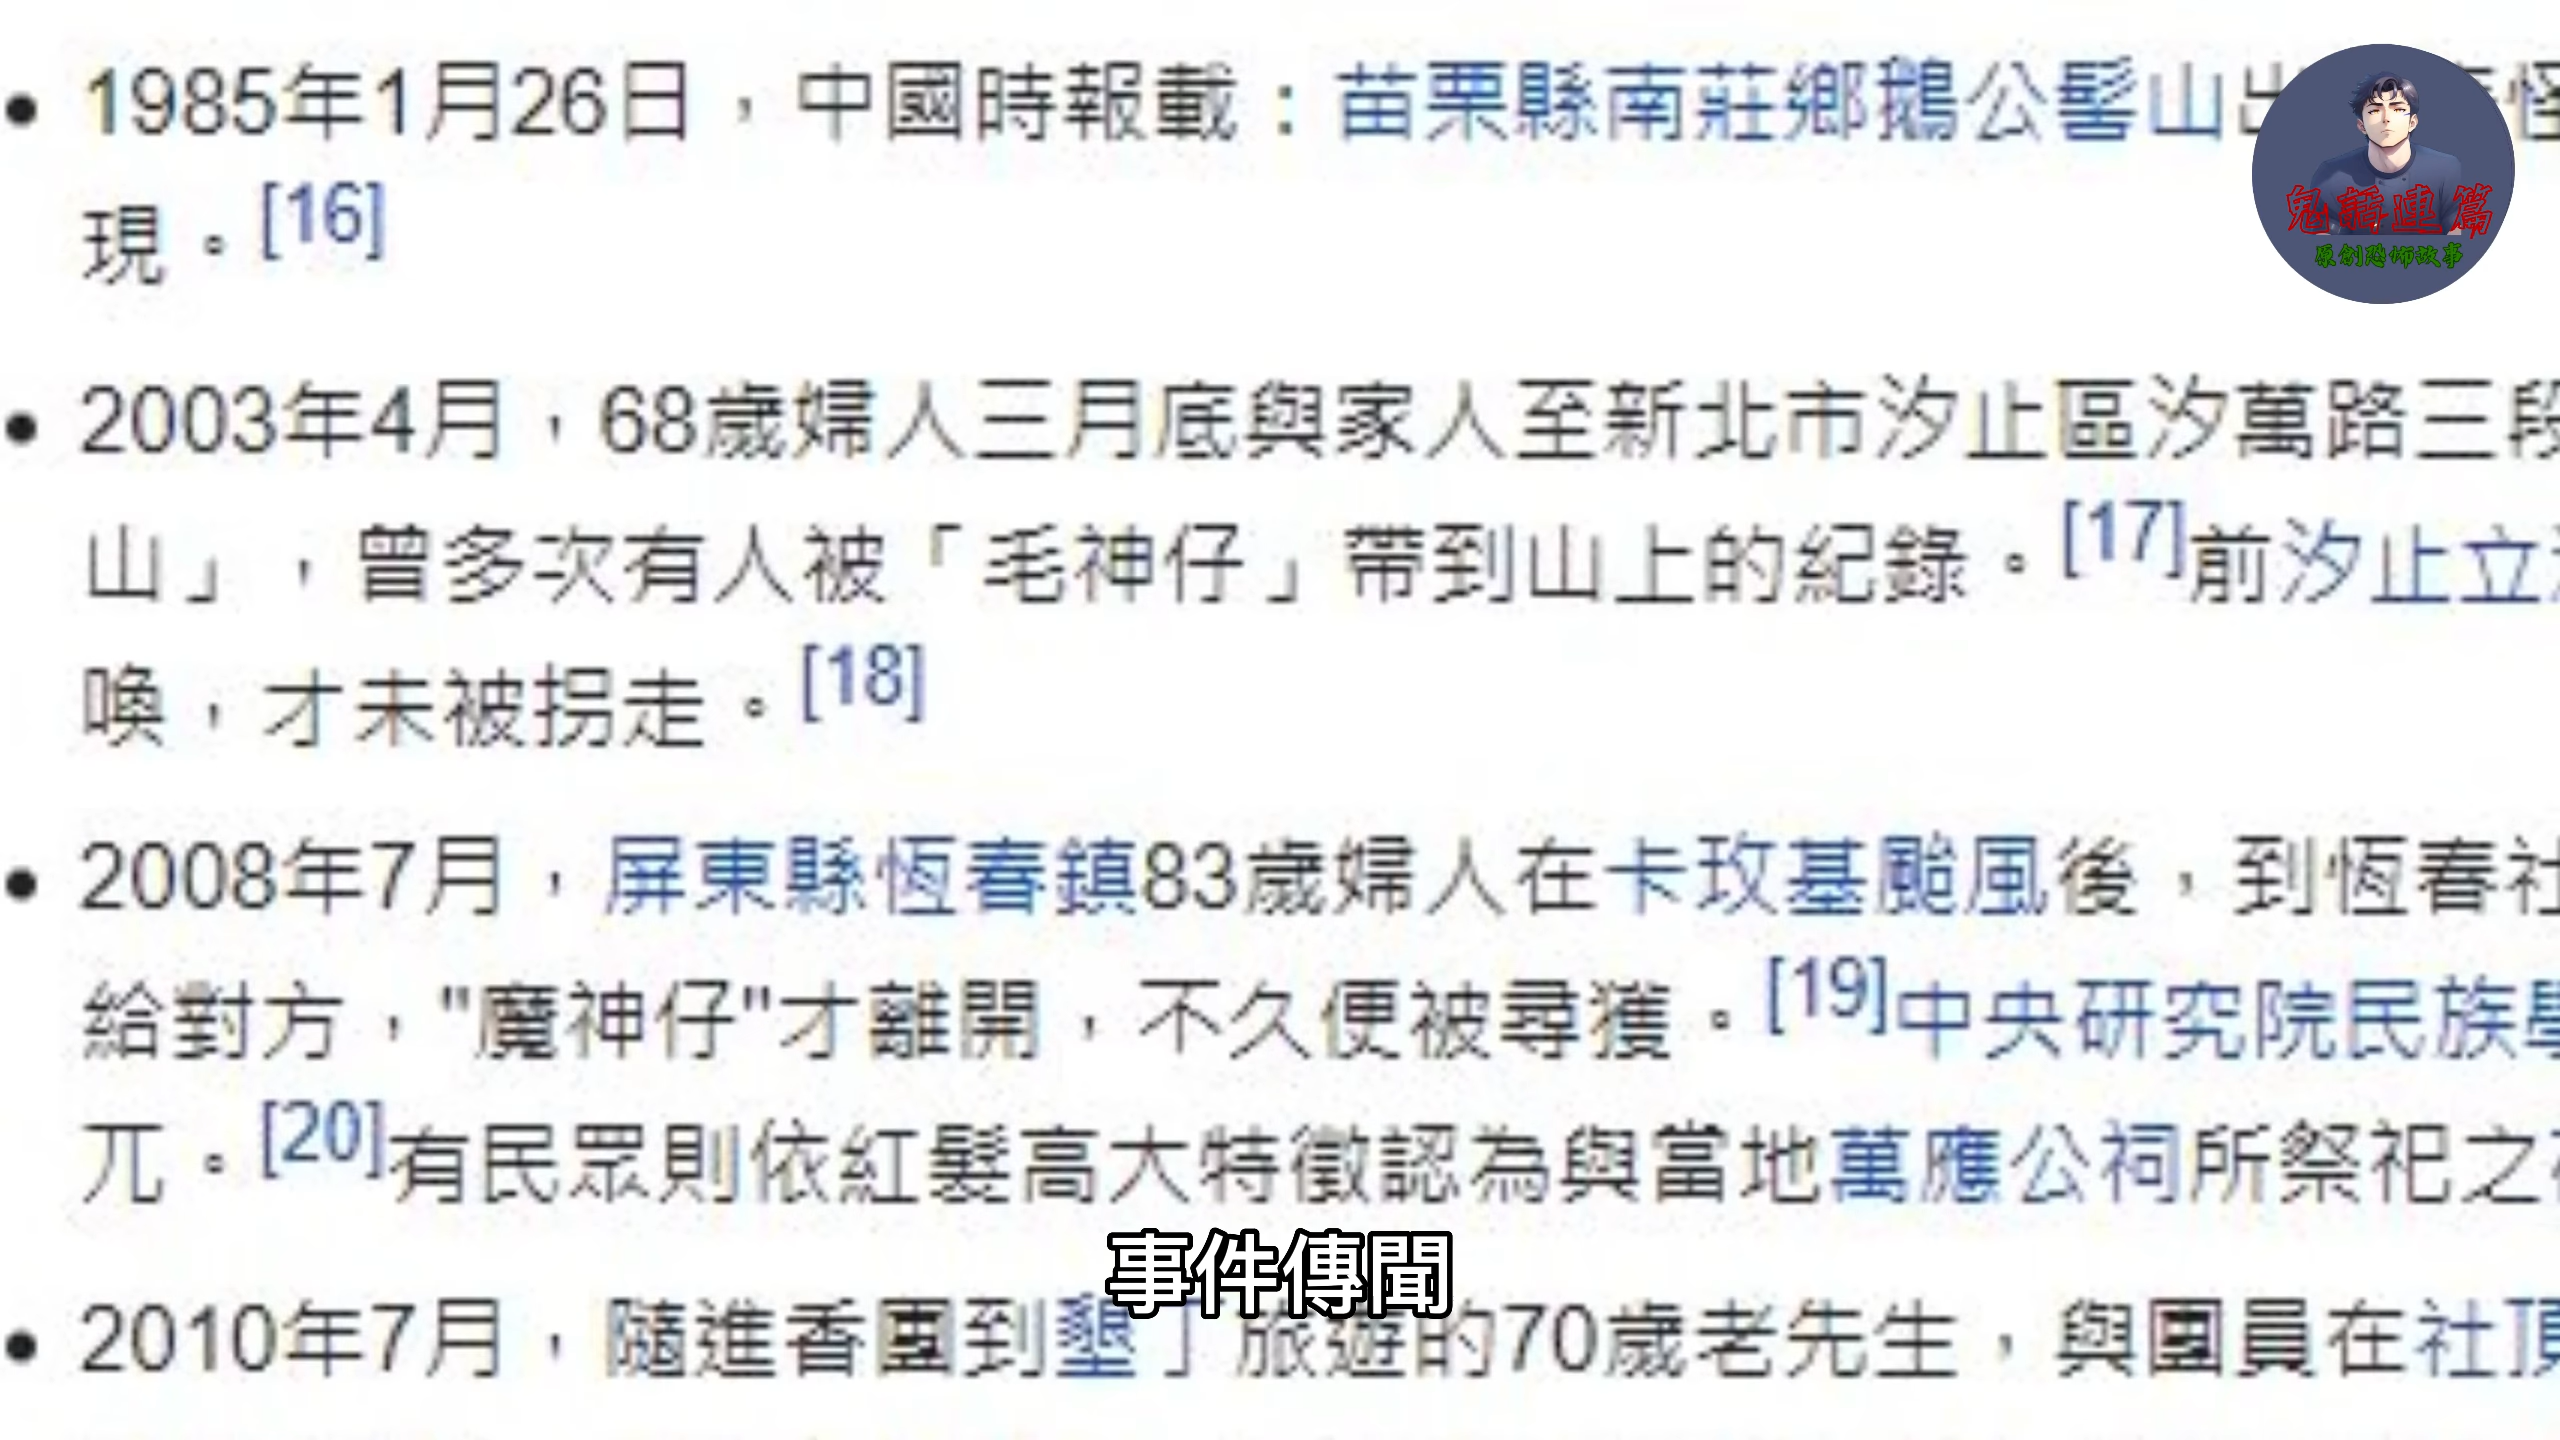 • 1985年1月26日，中國時報載：苗栗縣南莊鄉鵝公髻山出
現。[16]
• 2003年4月，68歲婦人三月底與家人至新北市汐止區汐萬路三段
山」，曾多次有人被「毛神仔」帶到山上的紀錄。[17]前汐止立
喚，才未被拐走。[18]
• 2008年7月，屏東縣恆春鎮83歲婦人在卡玫基颱風後，到恆春社
給對方，"魔神仔"才離開，不久便被尋獲。[19]中央研究院民族學
兀。[20]有民眾則依紅髮高大特徵認為與當地萬應公祠所祭祀之
• 2010年7月，隨進香團到墾丁旅遊的70歲老先生，與團員在社頂
事件傳聞
鬼話連篇
原創恐怖故事